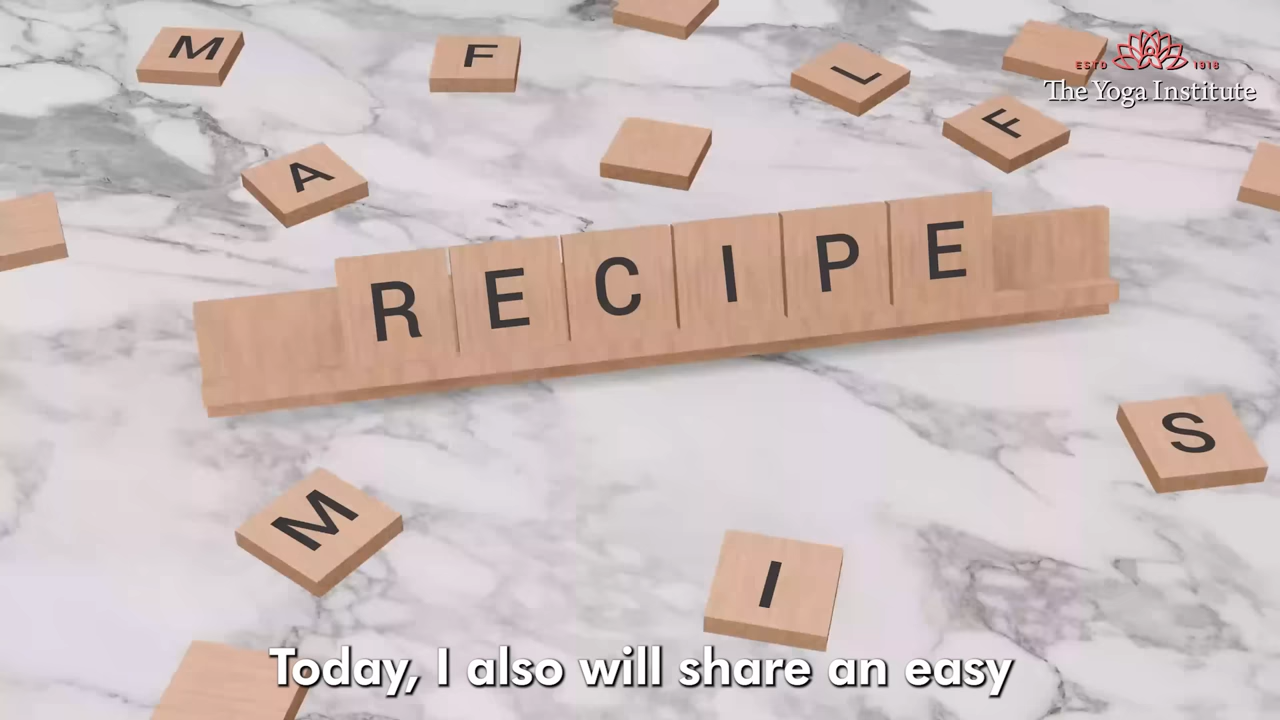 M
F
L
ESTD 1918
The Yoga Institute
F
A
RECIPE
S
M
I
Today, I also will share an easy